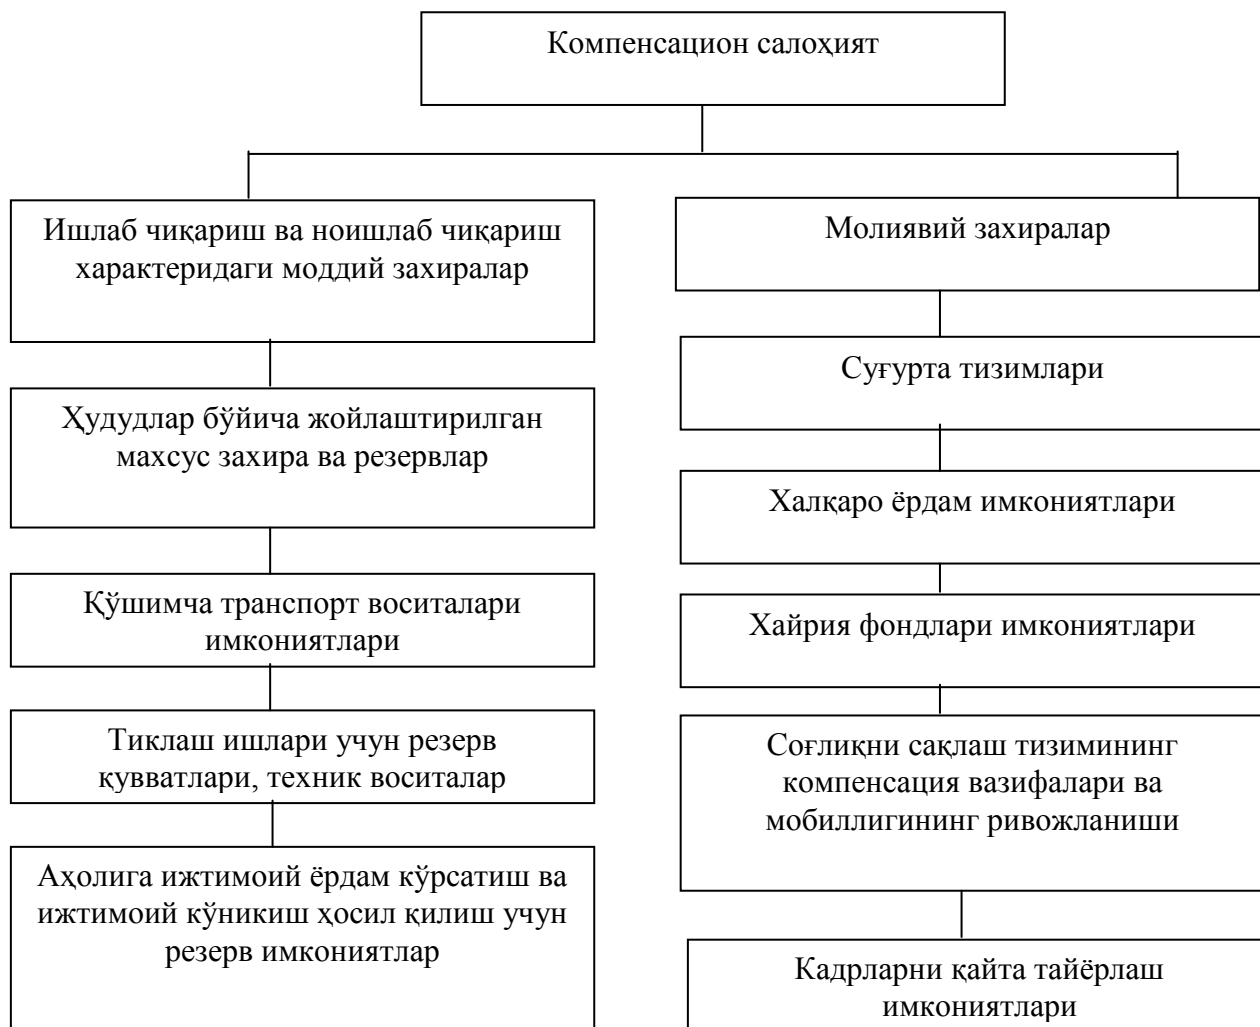 Компенсацион салоҳият
Ишлаб чиқариш ва ноишлаб чиқариш
характеридаги моддий захиралар
Ҳудудлар бўйича жойлаштирилган
махсус захира ва резервлар
Қўшимча транспорт воситалари
имкониятлари
Тиклаш ишлари учун резерв
қувватлари, техник воситалар
Аҳолига ижтимоий ёрдам кўрсатиш ва
ижтимоий кўникиш ҳосил қилиш учун
резерв имкониятлар
Молиявий захиралар
Суғурта тизимлари
Халқаро ёрдам имкониятлари
Хайрия фондлари имкониятлари
Соғлиқни сақлаш тизимининг
компенсация вазифалари ва
мобиллигининг ривожланиши
Кадрларни қайта тайёрлаш
имкониятлари